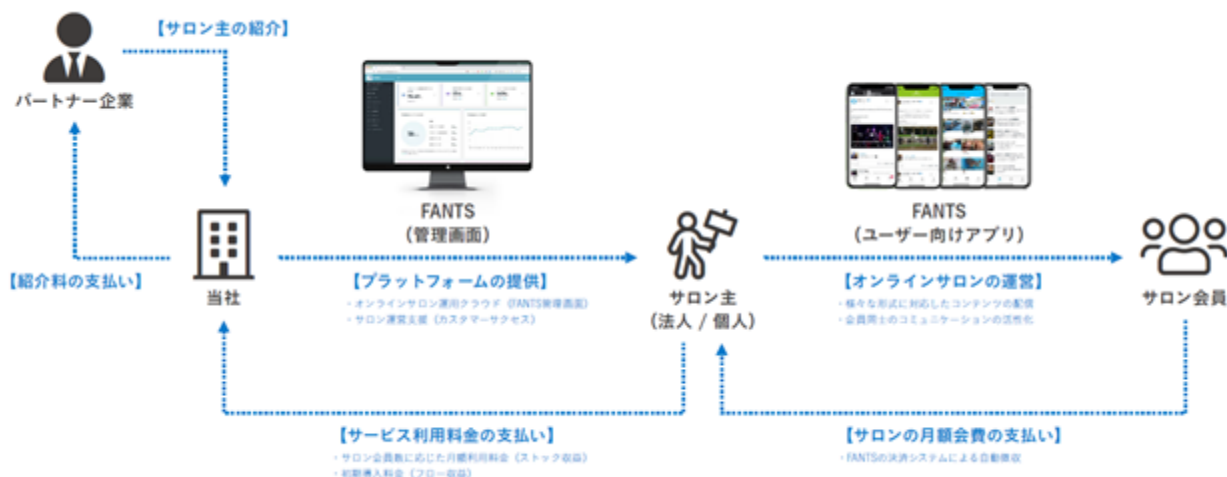 【サロン主の紹介】
パートナー企業
【紹介料の支払い】
当社
FANTS
(管理画面)
【プラットフォームの提供】
・オンラインサロン運用クラウド(FANTS管理画面)
・サロン運営支援(カスタマーサクセス)
サロン主
(法人 / 個人)
FANTS
(ユーザー向けアプリ)
【オンラインサロンの運営】
・様々な形式に対応したコンテンツの配信
・会員同士のコミュニケーションの活性化
サロン会員
【サービス利用料金の支払い】
・サロン会員数に応じた月額利用料金(ストック収益)
・初期導入料金(フロー収益)
【サロンの月額会費の支払い】
・FANTSの決済システムによる自動徴収